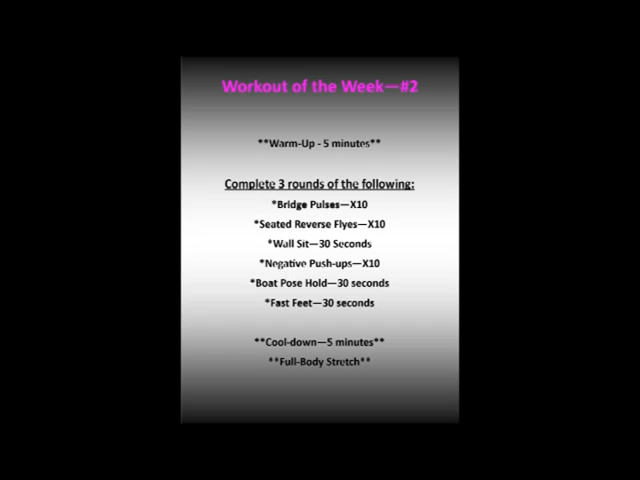 Workout of the Week—#2
**Warm-Up - 5 minutes**
Complete 3 rounds of the following:
*Bridge Pulses—X10
*Seated Reverse Flyes—X10
*Wall Sit—30 Seconds
*Negative Push-ups—X10
*Boat Pose Hold—30 seconds
*Fast Feet—30 seconds
**Cool-down—5 minutes**
**Full-Body Stretch**